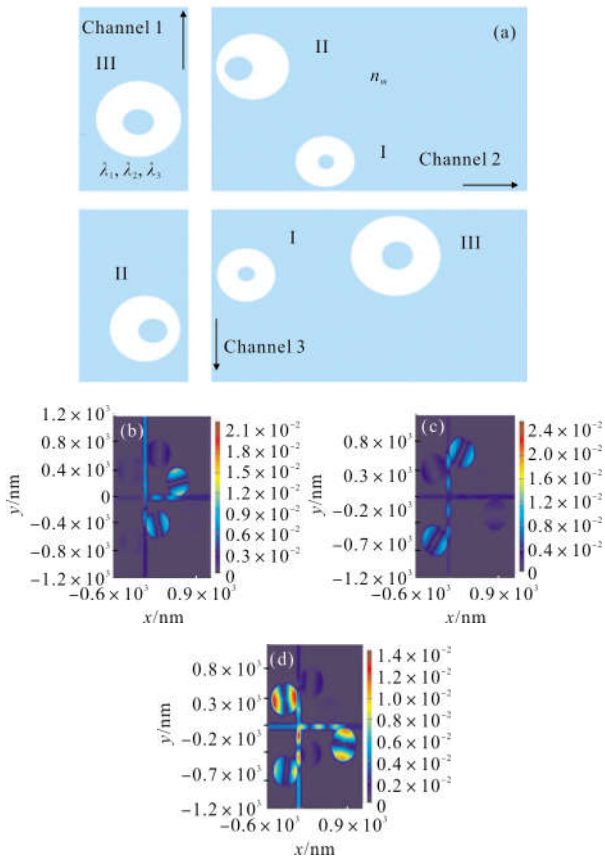 Channel 1
(a)
III
II
nₘ
I
Channel 2
λ₁, λ₂, λ₃
I
III
II
Channel 3
(b)
1.2×10³
0.8×10³
0.4×10³
0
−0.4×10³
−0.8×10³
−1.2×10³
y/nm
−0.6×10³ 0.9×10³
x/nm
2.1×10⁻²
1.8×10⁻²
1.5×10⁻²
1.2×10⁻²
0.9×10⁻²
0.6×10⁻²
0.3×10⁻²
0
(c)
0.8×10³
0.3×10³
−0.2×10³
−0.7×10³
−1.2×10³
y/nm
−0.6×10³ 0.9×10³
x/nm
2.4×10⁻²
2.0×10⁻²
1.6×10⁻²
1.2×10⁻²
0.8×10⁻²
0.4×10⁻²
0
(d)
0.8×10³
0.3×10³
−0.2×10³
−0.7×10³
−1.2×10³
y/nm
−0.6×10³ 0.9×10³
x/nm
1.4×10⁻²
1.2×10⁻²
1.0×10⁻²
0.8×10⁻²
0.6×10⁻²
0.4×10⁻²
0.2×10⁻²
0